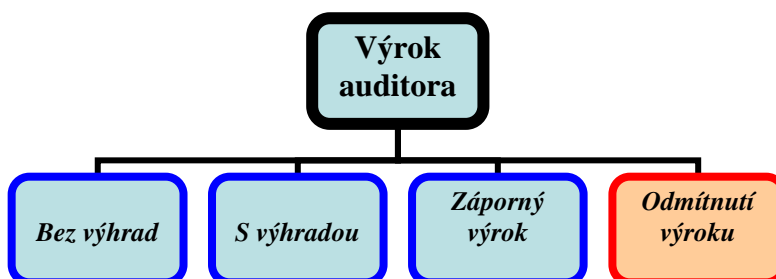 Výrok
auditora
Bez výhrad
S výhradou
Záporný
výrok
Odmítnutí
výroku